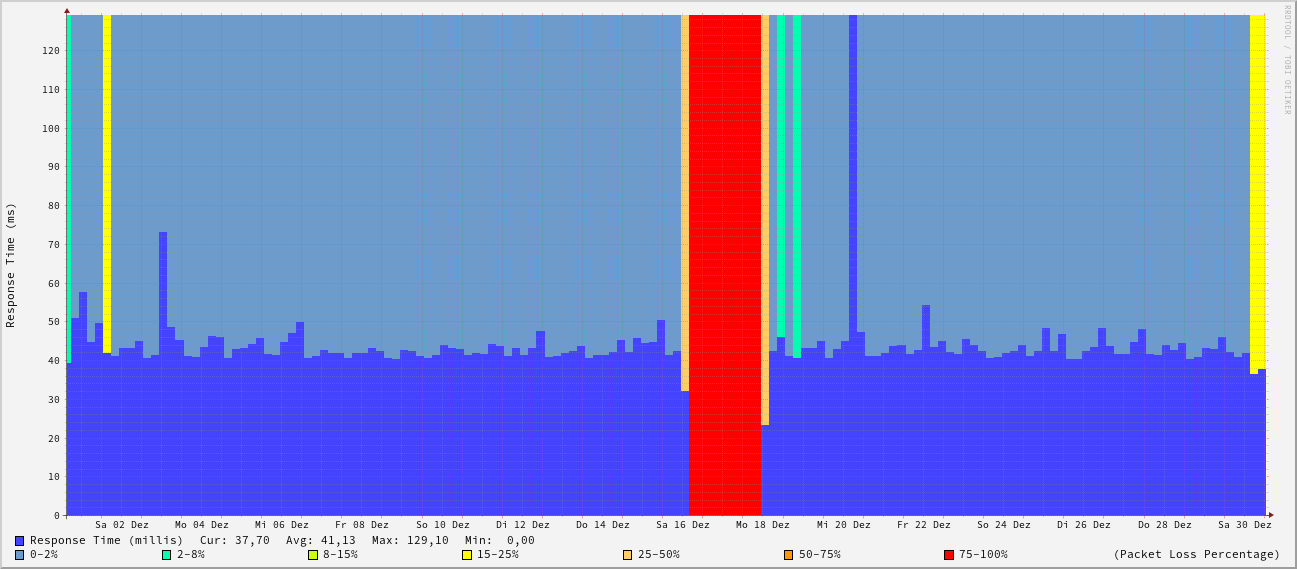 RRDTOOL / TOBI OETIKER
Response Time (ms)
120
110
100
90
80
70
60
50
40
30
20
10
0
Sa 02 Dez Mo 04 Dez Mi 06 Dez Fr 08 Dez So 10 Dez Di 12 Dez Do 14 Dez Sa 16 Dez Mo 18 Dez Mi 20 Dez Fr 22 Dez So 24 Dez Di 26 Dez Do 28 Dez Sa 30 Dez
Response Time (millis) Cur: 37,70 Avg: 41,13 Max: 129,10 Min: 0,00
0-2% 2-8% 8-15% 15-25% 25-50% 50-75% 75-100% (Packet Loss Percentage)